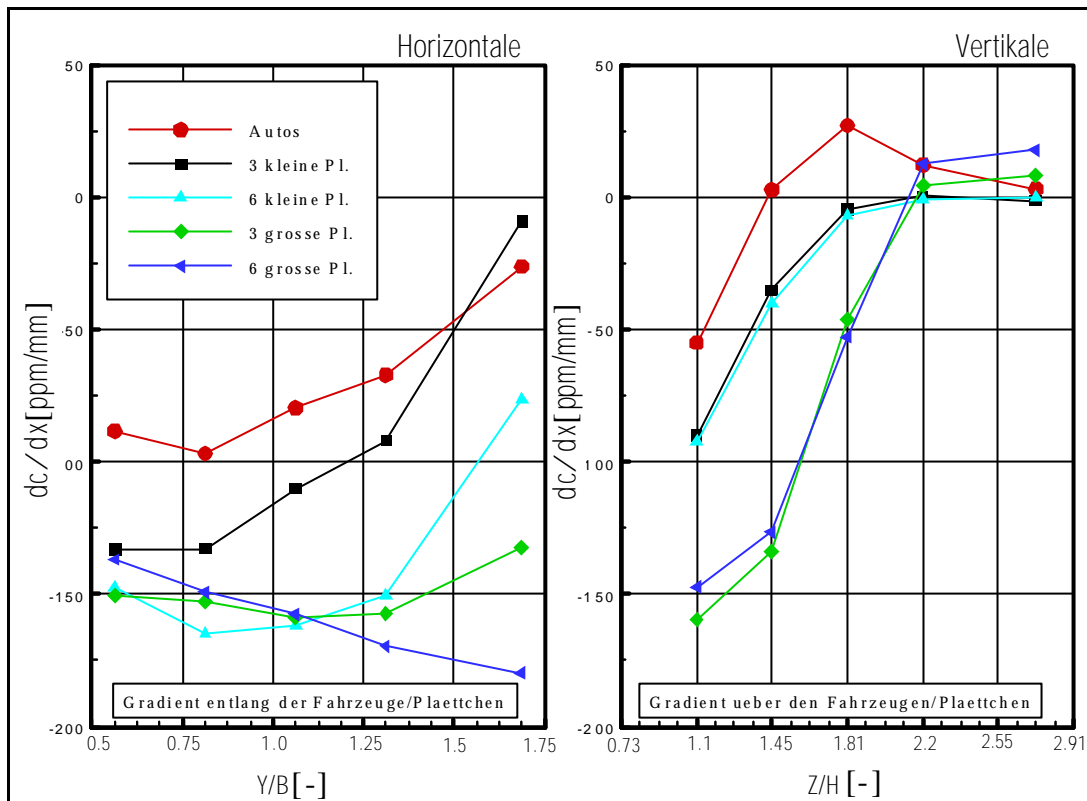 Horizontale
50
0
-50
00
-150
-200
dc/dx[ppm/mm]
Autos
3 kleine Pl.
6 kleine Pl.
3 grosse Pl.
6 grosse Pl.
Gradient entlang der Fahrzeuge/Plaettchen
0.5
0.75
1.0
1.25
1.5
1.75
Y/B[-]
Vertikale
50
0
-50
100
-150
-200
dc/dx[ppm/mm]
Gradient ueber den Fahrzeugen/Plaettchen
0.73
1.1
1.45
1.81
2.2
2.55
2.91
Z/H [-]